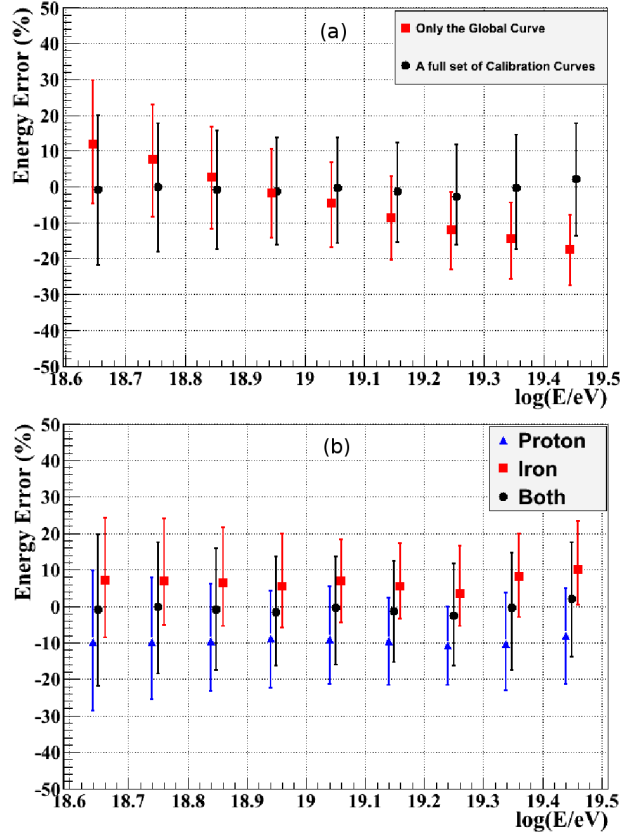 (a)
Only the Global Curve
A full set of Calibration Curves
Energy Error (%)
50
40
30
20
10
0
-10
-20
-30
-40
-50
18.6 18.7 18.8 18.9 19 19.1 19.2 19.3 19.4 19.5
log(E/eV)
(b)
Proton
Iron
Both
Energy Error (%)
50
40
30
20
10
0
-10
-20
-30
-40
-50
18.6 18.7 18.8 18.9 19 19.1 19.2 19.3 19.4 19.5
log(E/eV)